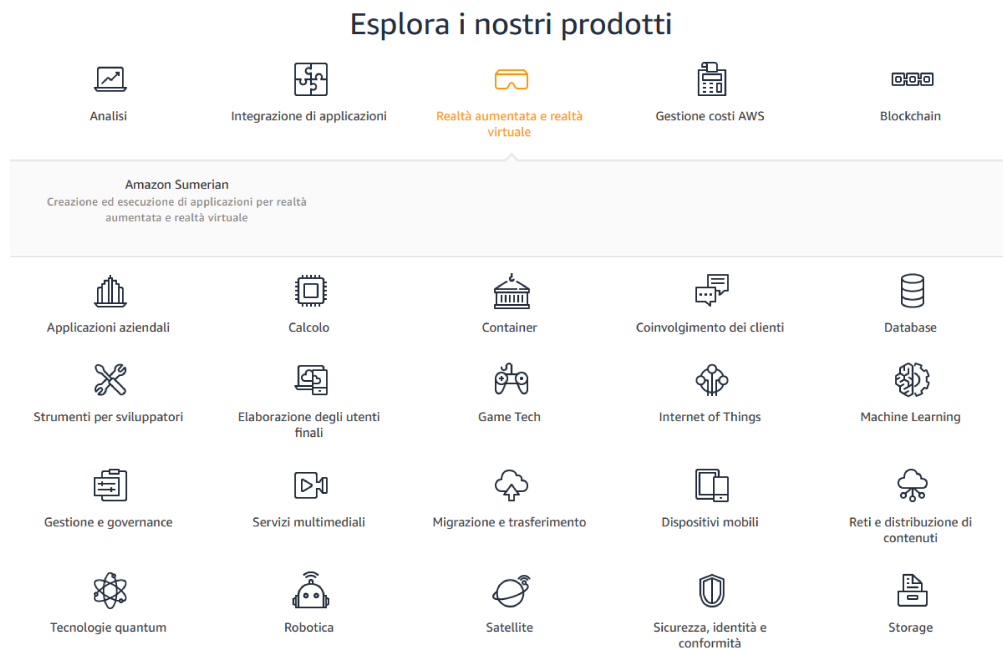 Esplora i nostri prodotti
Analisi
Integrazione di applicazioni
Realtà aumentata e realtà
virtuale
Gestione costi AWS
Blockchain
Amazon Sumerian
Creazione ed esecuzione di applicazioni per realtà
aumentata e realtà virtuale
Applicazioni aziendali
Calcolo
Container
Coinvolgimento dei clienti
Database
Strumenti per sviluppatori
Elaborazione degli utenti
finali
Game Tech
Internet of Things
Machine Learning
Gestione e governance
Servizi multimediali
Migrazione e trasferimento
Dispositivi mobili
Reti e distribuzione di
contenuti
Tecnologie quantum
Robotica
Satellite
Sicurezza, identità e
conformità
Storage